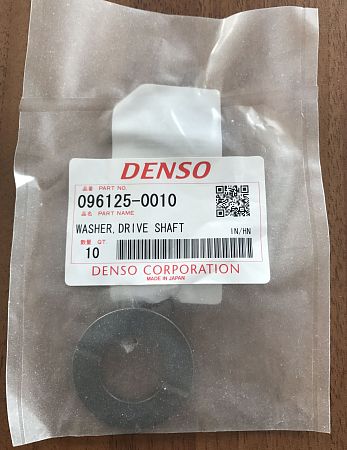 DENSO
品番 PART NO.
096125-0010
品名 PART NAME
WASHER,DRIVE SHAFT
IN/HN
数量 QT.
10
DENSO CORPORATION
MADE IN JAPAN